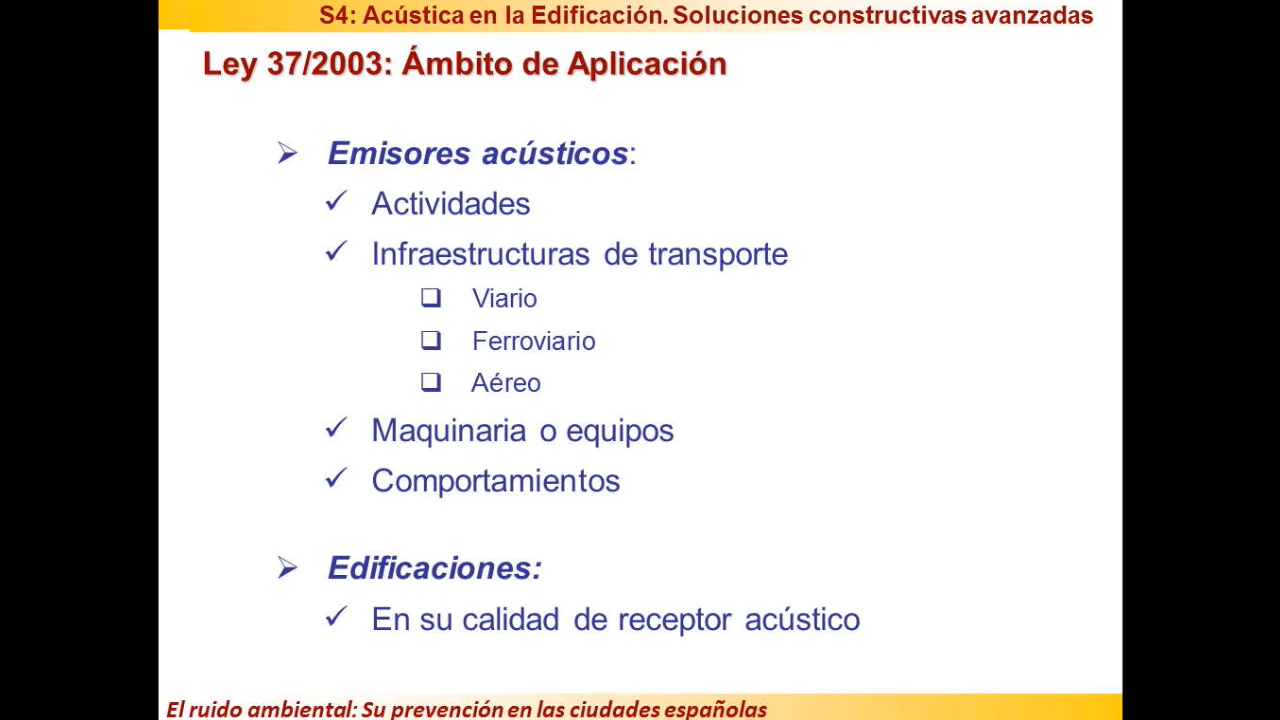 S4: Acústica en la Edificación. Soluciones constructivas avanzadas
Ley 37/2003: Ámbito de Aplicación
Emisores acústicos:
Actividades
Infraestructuras de transporte
Viario
Ferroviario
Aéreo
Maquinaria o equipos
Comportamientos
Edificaciones:
En su calidad de receptor acústico
El ruido ambiental: Su prevención en las ciudades españolas